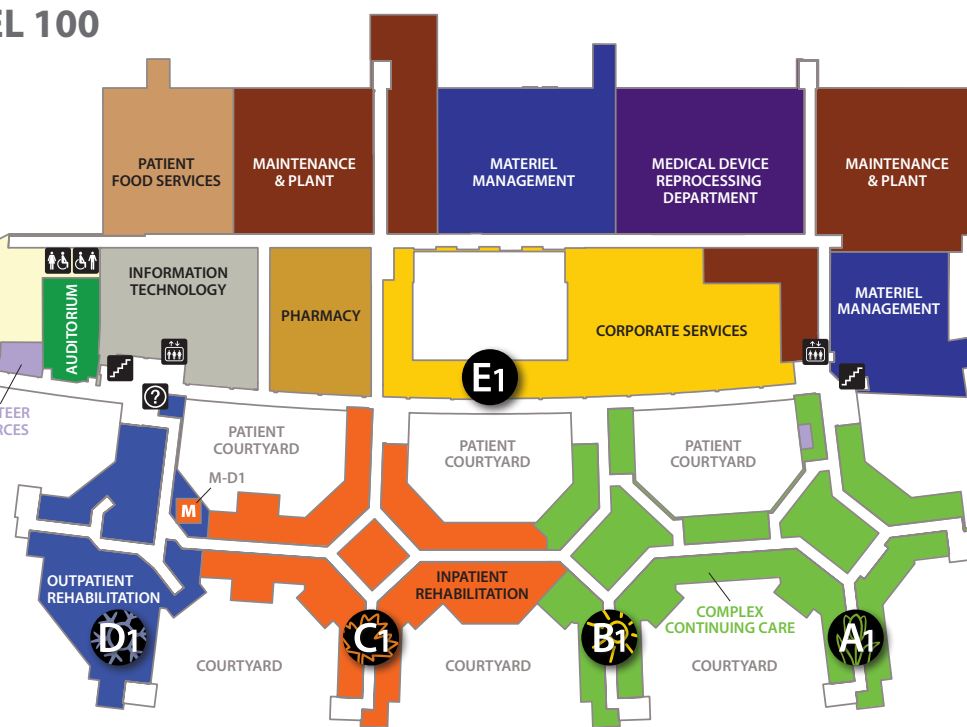 EL 100
PATIENT
FOOD SERVICES
MAINTENANCE
& PLANT
MATERIEL
MANAGEMENT
MEDICAL DEVICE
REPROCESSING
DEPARTMENT
MAINTENANCE
& PLANT
INFORMATION
TECHNOLOGY
AUDITORIUM
PHARMACY
CORPORATE SERVICES
MATERIEL
MANAGEMENT
E1
?
TEER
RCES
PATIENT
COURTYARD
PATIENT
COURTYARD
PATIENT
COURTYARD
M-D1
M
OUTPATIENT
REHABILITATION
INPATIENT
REHABILITATION
COMPLEX
CONTINUING CARE
D1
C1
B1
A1
COURTYARD
COURTYARD
COURTYARD